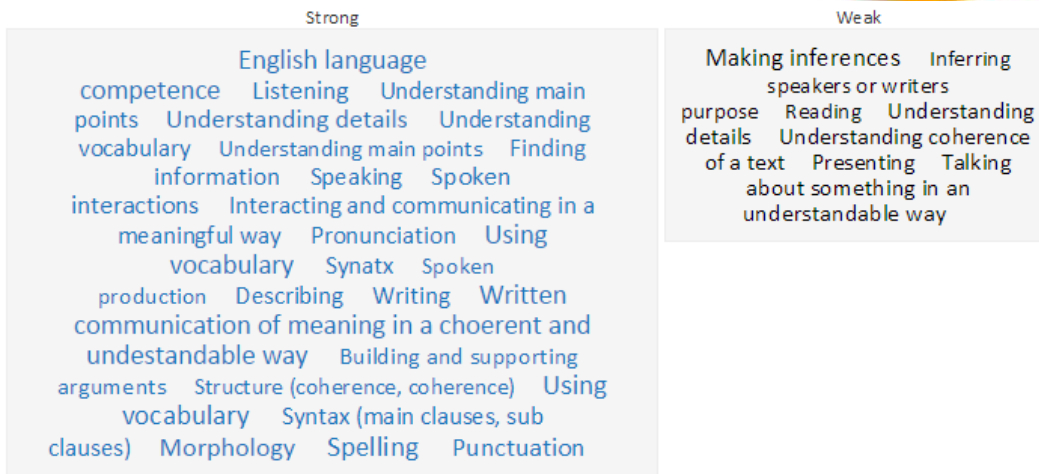 Strong
English language
competence Listening Understanding main
points Understanding details Understanding
vocabulary Understanding main points Finding
information Speaking Spoken
interactions Interacting and communicating in a
meaningful way Pronunciation Using
vocabulary Synatx Spoken
production Describing Writing Written
communication of meaning in a choerent and
undestandable way Building and supporting
arguments Structure (coherence, coherence) Using
vocabulary Syntax (main clauses, sub
clauses) Morphology Spelling Punctuation
Weak
Making inferences Inferring
speakers or writers
purpose Reading Understanding
details Understanding coherence
of a text Presenting Talking
about something in an
understandable way